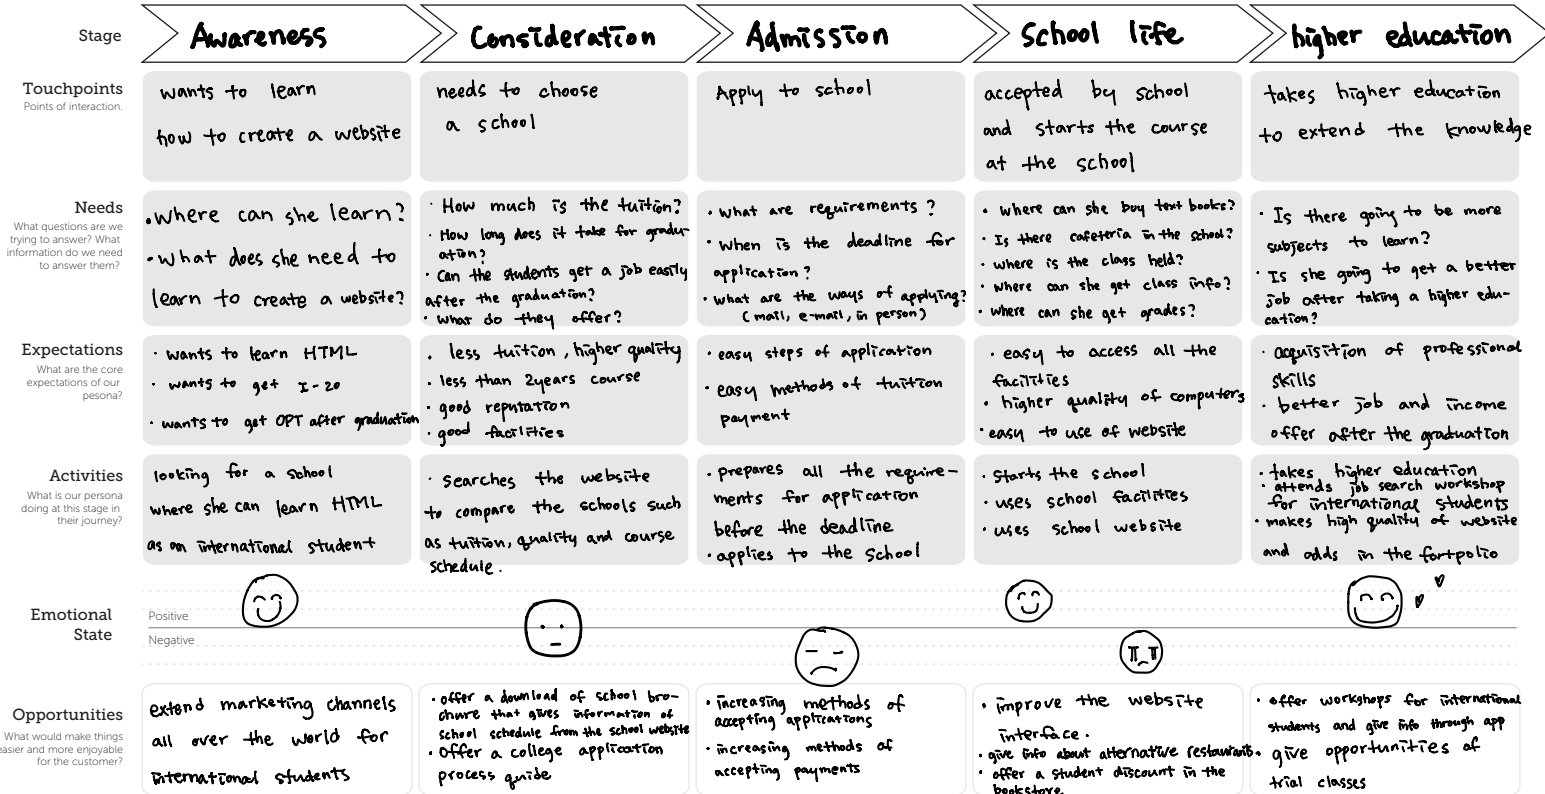 Stage
Awareness
Consideration
Admission
School life
higher education
Touchpoints
Points of interaction.
wants to learn
how to create a website
needs to choose
a school
Apply to school
accepted by school
and starts the course
at the school
takes higher education
to extend the knowledge
Needs
What questions are we
trying to answer? What
information do we need
to answer them?
• Where can she learn?
• What does she need to
learn to create a website?
• How much is the tuition?
• How long does it take for gradu-
ation?
• Can the students get a job easily
after the graduation?
• What do they offer?
• What are requirements?
• When is the deadline for
application?
• What are the ways of applying?
(mail, e-mail, in person)
• Where can she buy text books?
• Is there cafeteria in the school?
• Where is the class held?
• Where can she get class info?
• Where can she get grades?
• Is there going to be more
subjects to learn?
• Is she going to get a better
job after taking a higher edu-
cation?
Expectations
What are the core
expectations of our
pesona?
• wants to learn HTML
• wants to get I-20
• wants to get OPT after graduation
• less tuition, higher quality
• less than 2years course
• good reputation
• good facilities
• easy steps of application
• easy methods of tuition
payment
• easy to access all the
facilities
• higher quality of computers
• easy to use of website
• acquisition of professional
skills
• better job and income
offer after the graduation
Activities
What is our persona
doing at this stage in
their journey?
looking for a school
where she can learn HTML
as an international student
• searches the website
to compare the schools such
as tuition, quality and course
schedule.
• prepares all the require-
ments for application
before the deadline
• applies to the school
• starts the school
• uses school facilities
• uses school website
• takes higher education
• attends job search workshop
for international students
• makes high quality of website
and adds in the fortpolio
Emotional
State
Positive
Negative
Opportunities
What would make things
easier and more enjoyable
for the customer?
extend marketing channels
all over the world for
international students
• offer a download of school bro-
chure that gives information of
school schedule from the school website
• Offer a college application
process guide
• increasing methods of
accepting applications
• increasing methods of
accepting payments
• improve the website
interface.
• give info about alternative restaurants.
• offer a student discount in the
bookstore
• offer workshops for international
students and give info through app
• give opportunities of
trial classes